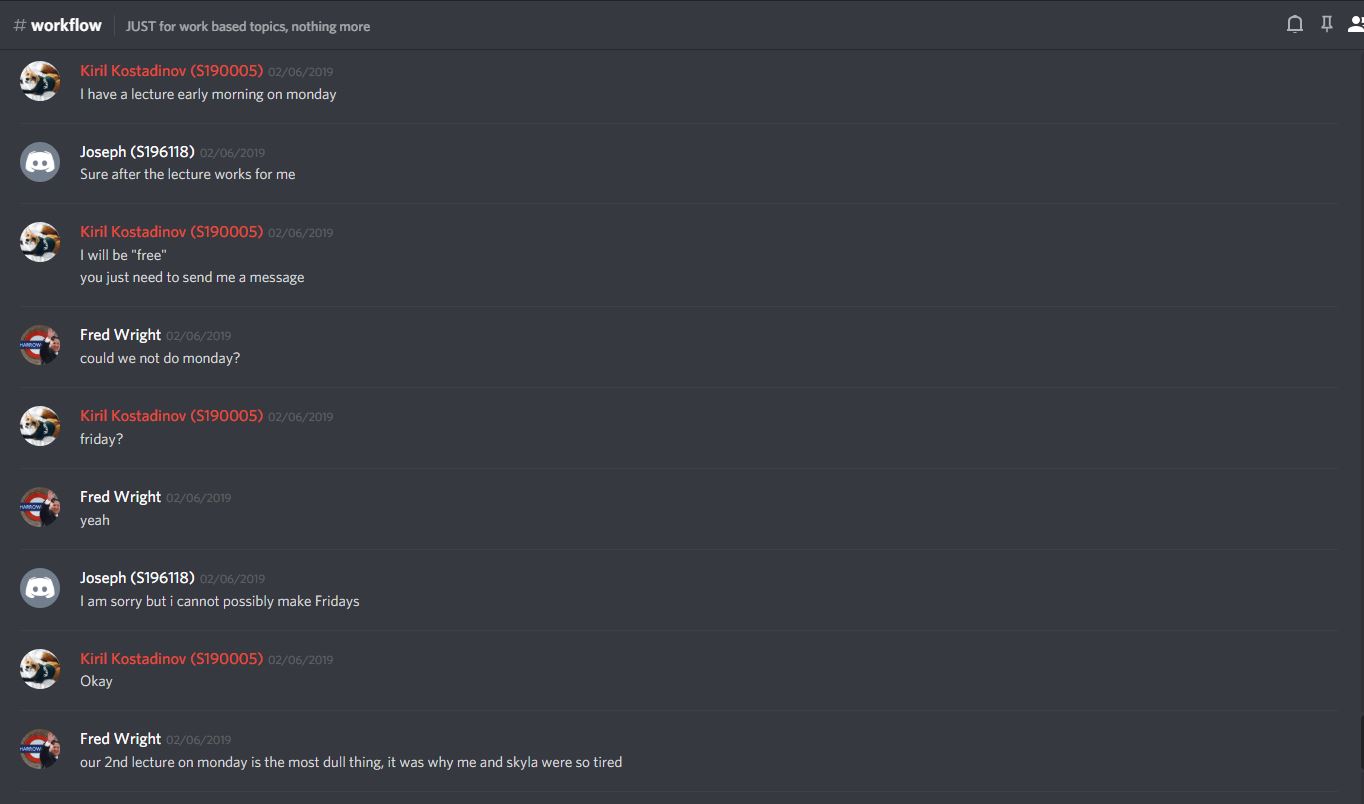 # workflow JUST for work based topics, nothing more
Kiril Kostadinov (S190005) 02/06/2019
I have a lecture early morning on monday
Joseph (S196118) 02/06/2019
Sure after the lecture works for me
Kiril Kostadinov (S190005) 02/06/2019
I will be "free"
you just need to send me a message
HARROW
Fred Wright 02/06/2019
could we not do monday?
Kiril Kostadinov (S190005) 02/06/2019
friday?
HARROW
Fred Wright 02/06/2019
yeah
Joseph (S196118) 02/06/2019
I am sorry but i cannot possibly make Fridays
Kiril Kostadinov (S190005) 02/06/2019
Okay
HARROW
Fred Wright 02/06/2019
our 2nd lecture on monday is the most dull thing, it was why me and skyla were so tired